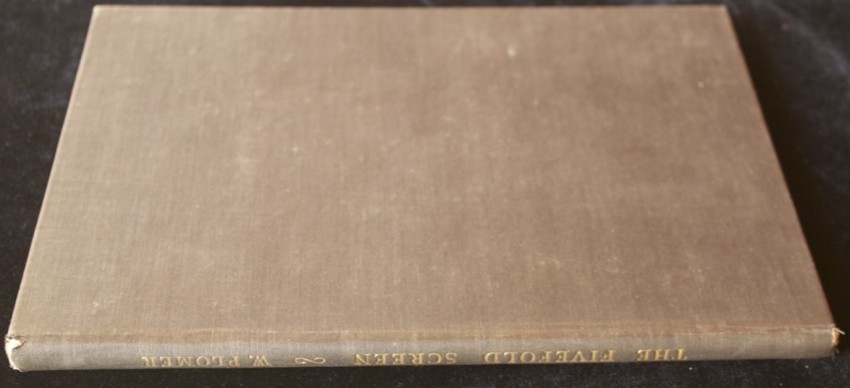 THE FIVEFOLD SCREEN ~ W. PLOMER